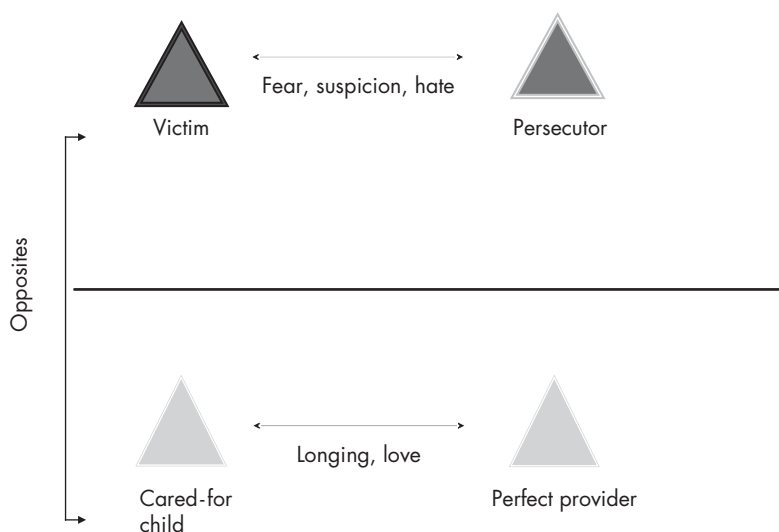 Fear, suspicion, hate
Victim
Persecutor
Opposites
Longing, love
Cared-for
child
Perfect provider